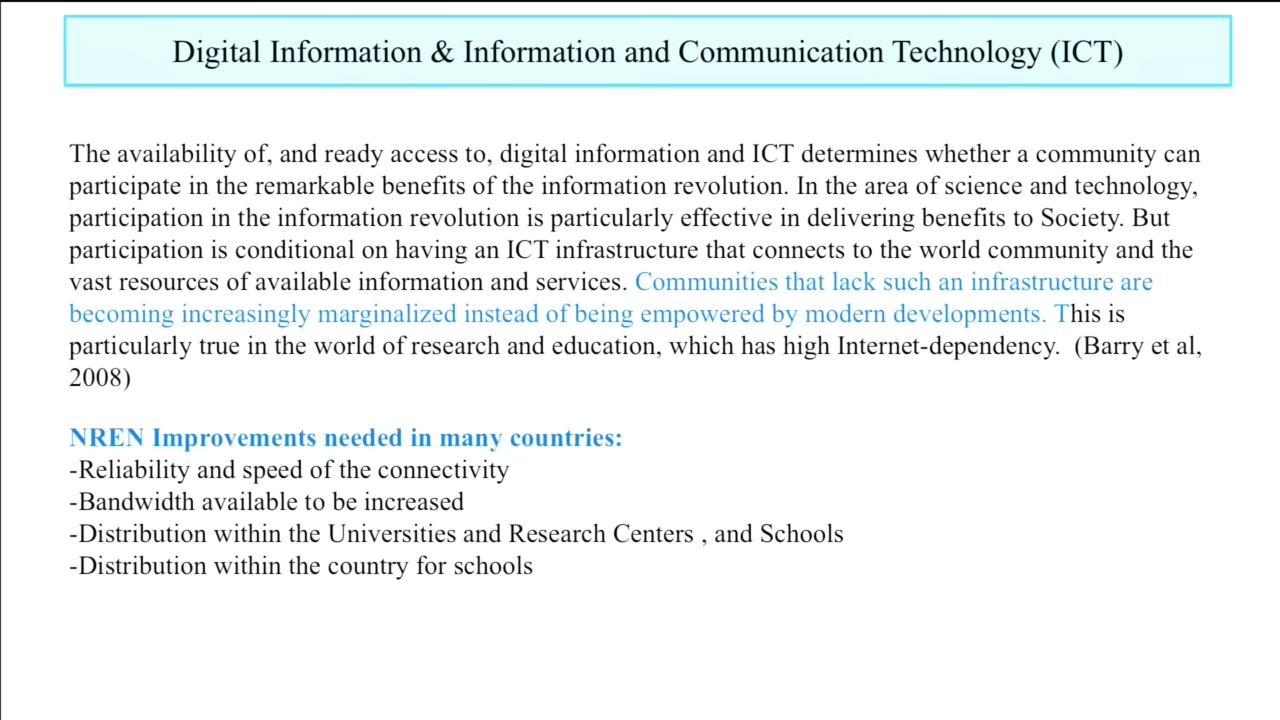 Digital Information & Information and Communication Technology (ICT)
The availability of, and ready access to, digital information and ICT determines whether a community can
participate in the remarkable benefits of the information revolution. In the area of science and technology,
participation in the information revolution is particularly effective in delivering benefits to Society. But
participation is conditional on having an ICT infrastructure that connects to the world community and the
vast resources of available information and services. Communities that lack such an infrastructure are
becoming increasingly marginalized instead of being empowered by modern developments. This is
particularly true in the world of research and education, which has high Internet-dependency. (Barry et al,
2008)
NREN Improvements needed in many countries:
-Reliability and speed of the connectivity
-Bandwidth available to be increased
-Distribution within the Universities and Research Centers , and Schools
-Distribution within the country for schools